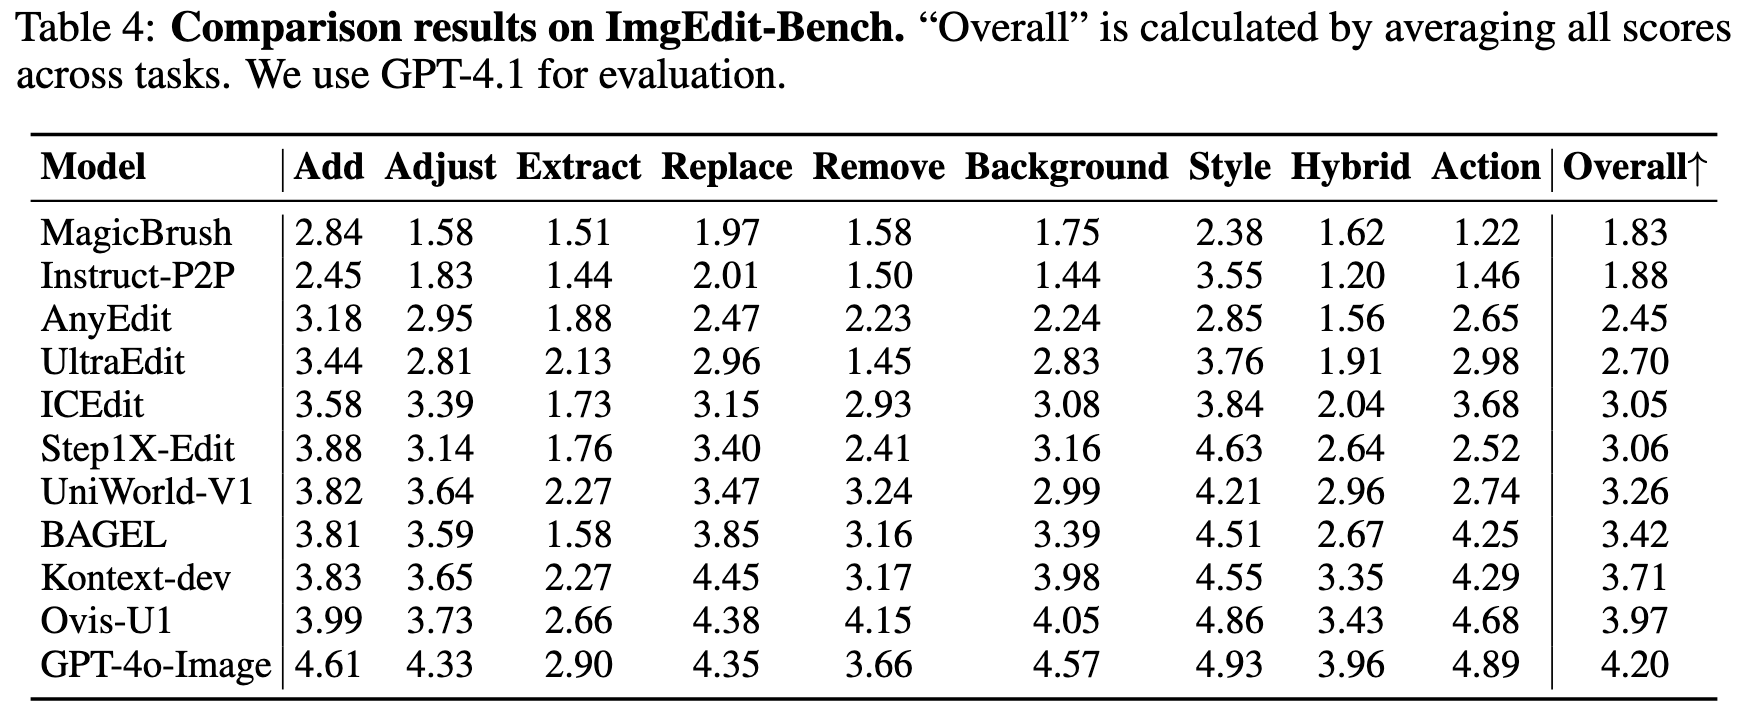 Table 4: Comparison results on ImgEdit-Bench. “Overall” is calculated by averaging all scores
across tasks. We use GPT-4.1 for evaluation.
Model Add Adjust Extract Replace Remove Background Style Hybrid Action Overall↑
MagicBrush 2.84 1.58 1.51 1.97 1.58 1.75 2.38 1.62 1.22 1.83
Instruct-P2P 2.45 1.83 1.44 2.01 1.50 1.44 3.55 1.20 1.46 1.88
AnyEdit 3.18 2.95 1.88 2.47 2.23 2.24 2.85 1.56 2.65 2.45
UltraEdit 3.44 2.81 2.13 2.96 1.45 2.83 3.76 1.91 2.98 2.70
ICEdit 3.58 3.39 1.73 3.15 2.93 3.08 3.84 2.04 3.68 3.05
Step1X-Edit 3.88 3.14 1.76 3.40 2.41 3.16 4.63 2.64 2.52 3.06
UniWorld-V1 3.82 3.64 2.27 3.47 3.24 2.99 4.21 2.96 2.74 3.26
BAGEL 3.81 3.59 1.58 3.85 3.16 3.39 4.51 2.67 4.25 3.42
Kontext-dev 3.83 3.65 2.27 4.45 3.17 3.98 4.55 3.35 4.29 3.71
Ovis-U1 3.99 3.73 2.66 4.38 4.15 4.05 4.86 3.43 4.68 3.97
GPT-4o-Image 4.61 4.33 2.90 4.35 3.66 4.57 4.93 3.96 4.89 4.20